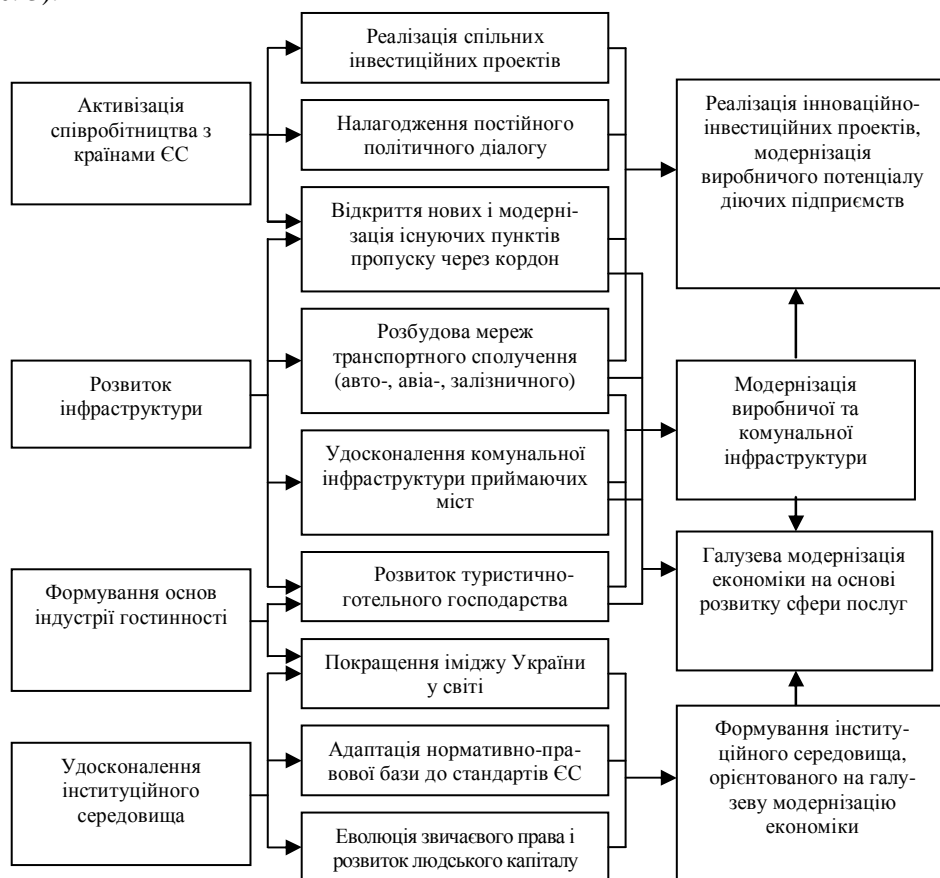 Реалізація спільних
інвестиційних проектів
Активізація
співробітництва з
країнами ЄС
Налагодження постійного
політичного діалогу
Реалізація інноваційно-
інвестиційних проектів,
модернізація
виробничого потенціалу
діючих підприємств
Відкриття нових і модерні-
зація існуючих пунктів
пропуску через кордон
Розвиток
інфраструктури
Розбудова мереж
транспортного сполучення
(авто-, авіа-, залізничного)
Модернізація
виробничої та
комунальної
інфраструктури
Удосконалення комунальної
інфраструктури приймаючих
міст
Формування основ
індустрії гостинності
Розвиток туристично-
готельного господарства
Галузева модернізація
економіки на основі
розвитку сфери послуг
Покращення іміджу України
у світі
Удосконалення
інституційного
середовища
Адаптація нормативно-пра-
вової бази до стандартів ЄС
Еволюція звичаєвого права і
розвиток людського капіталу
Формування інститу-
ційного середовища,
орієнтованого на галу-
зеву модернізацію
економіки